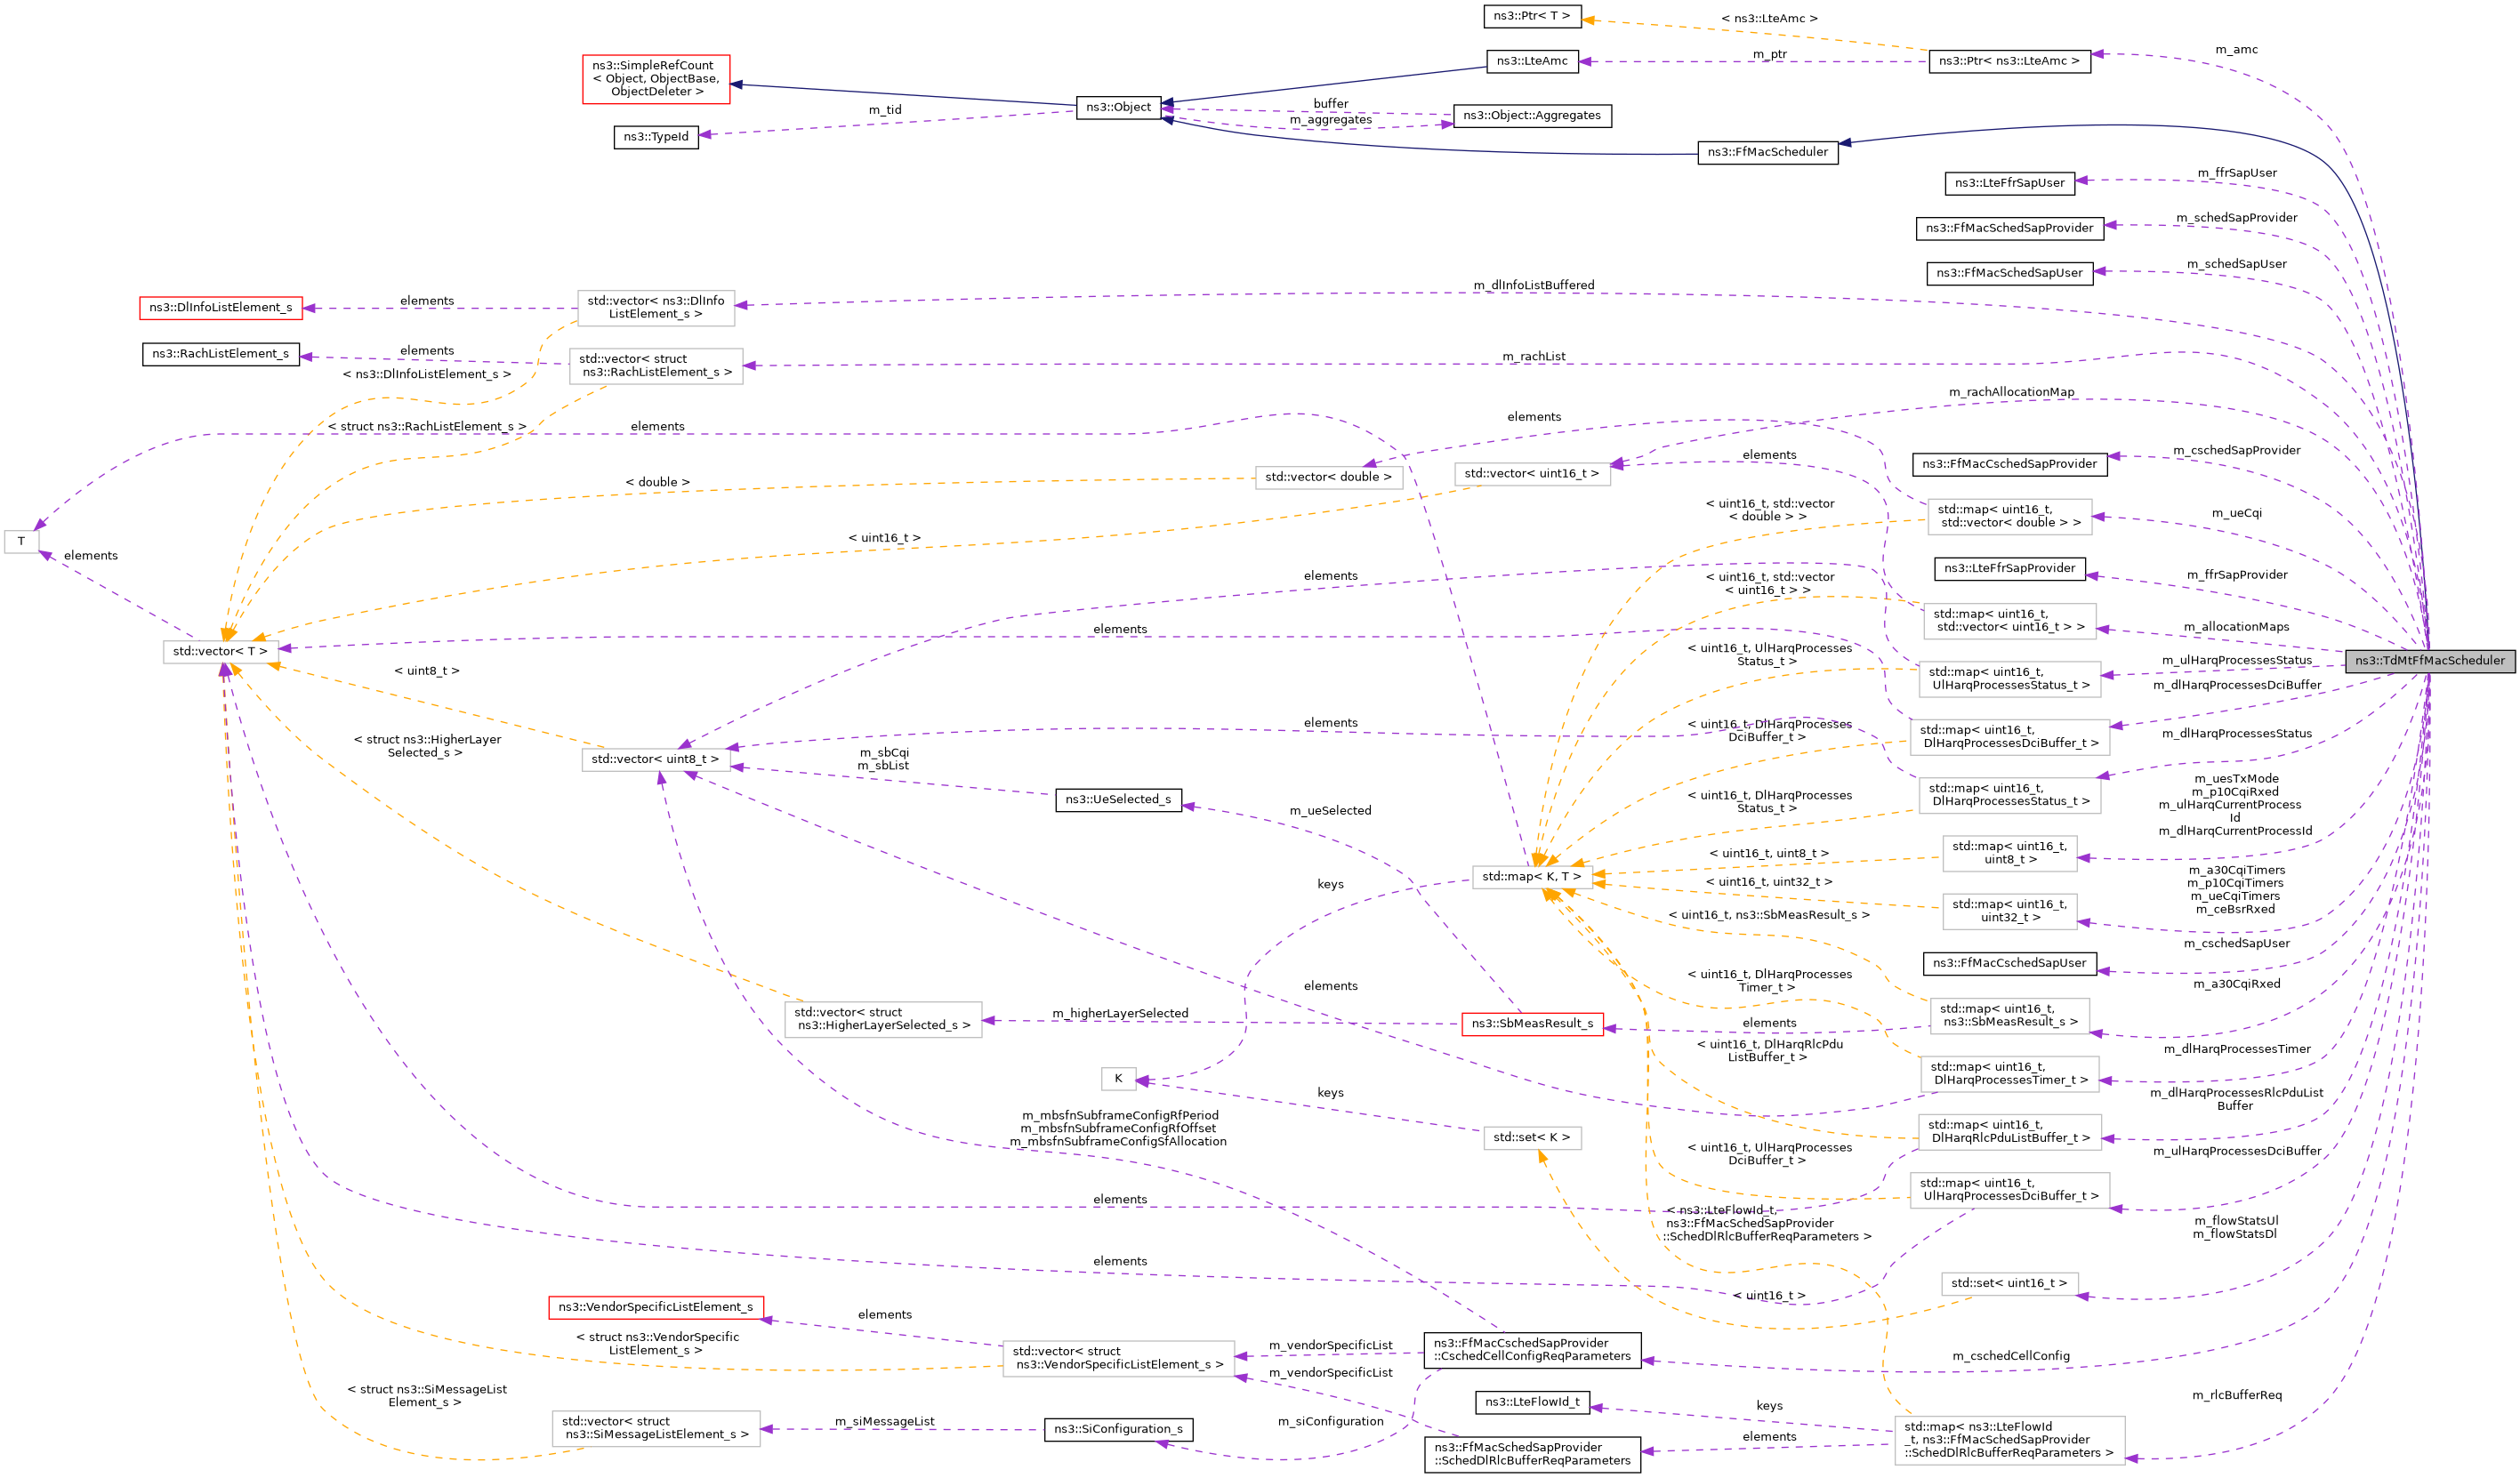 ns3::Ptr< T >
< ns3::LteAmc >
m_amc
ns3::LteAmc
m_ptr
ns3::Ptr< ns3::LteAmc >
ns3::SimpleRefCount
< Object, ObjectBase,
ObjectDeleter >
m_tid
ns3::Object
buffer
m_aggregates
ns3::Object::Aggregates
ns3::TypeId
ns3::FfMacScheduler
ns3::LteFfrSapUser
m_ffrSapUser
ns3::FfMacSchedSapProvider
m_schedSapProvider
ns3::FfMacSchedSapUser
m_schedSapUser
m_dlInfoListBuffered
ns3::DlInfoListElement_s
elements
std::vector< ns3::DlInfo
ListElement_s >
ns3::RachListElement_s
elements
std::vector< struct
ns3::RachListElement_s >
< ns3::DlInfoListElement_s >
m_rachList
m_rachAllocationMap
elements
< struct ns3::RachListElement_s >
elements
elements
ns3::FfMacCschedSapProvider
m_cschedSapProvider
< double >
std::vector< double >
std::vector< uint16_t >
< uint16_t, std::vector
< double > >
std::map< uint16_t,
std::vector< double > >
m_ueCqi
T
elements
< uint16_t >
ns3::LteFfrSapProvider
m_ffrSapProvider
elements
< uint16_t, std::vector
< uint16_t > >
std::map< uint16_t,
std::vector< uint16_t > >
m_allocationMaps
elements
std::vector< T >
< uint16_t, UlHarqProcesses
Status_t >
std::map< uint16_t,
UlHarqProcessesStatus_t >
m_ulHarqProcessesStatus
ns3::TdMtFfMacScheduler
m_dlHarqProcessesDciBuffer
< uint8_t >
elements
< uint16_t, DlHarqProcesses
DciBuffer_t >
std::map< uint16_t,
DlHarqProcessesDciBuffer_t >
m_dlHarqProcessesStatus
< struct ns3::HigherLayer
Selected_s >
std::vector< uint8_t >
m_sbCqi
m_sbList
ns3::UeSelected_s
m_ueSelected
< uint16_t, DlHarqProcesses
Status_t >
std::map< uint16_t,
DlHarqProcessesStatus_t >
m_uesTxMode
m_p10CqiRxed
m_ulHarqCurrentProcess
Id
m_dlHarqCurrentProcessId
< uint16_t, uint8_t >
std::map< uint16_t,
uint8_t >
std::map< K, T >
keys
< uint16_t, uint32_t >
std::map< uint16_t,
uint32_t >
m_a30CqiTimers
m_p10CqiTimers
m_ueCqiTimers
m_ceBsrRxed
< uint16_t, ns3::SbMeasResult_s >
ns3::FfMacCschedSapUser
m_cschedSapUser
m_a30CqiRxed
elements
< uint16_t, DlHarqProcesses
Timer_t >
std::vector< struct
ns3::HigherLayerSelected_s >
m_higherLayerSelected
ns3::SbMeasResult_s
elements
std::map< uint16_t,
ns3::SbMeasResult_s >
< uint16_t, DlHarqRlcPdu
ListBuffer_t >
m_dlHarqProcessesTimer
K
keys
std::map< uint16_t,
DlHarqProcessesTimer_t >
m_dlHarqProcessesRlcPduList
Buffer
m_mbsfnSubframeConfigRfPeriod
m_mbsfnSubframeConfigRfOffset
m_mbsfnSubframeConfigSfAllocation
std::set< K >
std::map< uint16_t,
DlHarqRlcPduListBuffer_t >
< uint16_t, UlHarqProcesses
DciBuffer_t >
m_ulHarqProcessesDciBuffer
elements
std::map< uint16_t,
UlHarqProcessesDciBuffer_t >
< ns3::LteFlowId_t,
ns3::FfMacSchedSapProvider
::SchedDlRlcBufferReqParameters >
m_flowStatsUl
m_flowStatsDl
elements
< uint16_t >
std::set< uint16_t >
ns3::VendorSpecificListElement_s
elements
< struct ns3::VendorSpecific
ListElement_s >
std::vector< struct
ns3::VendorSpecificListElement_s >
m_vendorSpecificList
ns3::FfMacCschedSapProvider
::CschedCellConfigReqParameters
m_cschedCellConfig
m_vendorSpecificList
< struct ns3::SiMessageList
Element_s >
ns3::LteFlowId_t
keys
m_rlcBufferReq
std::vector< struct
ns3::SiMessageListElement_s >
m_siMessageList
ns3::SiConfiguration_s
m_siConfiguration
ns3::FfMacSchedSapProvider
::SchedDlRlcBufferReqParameters
elements
std::map< ns3::LteFlowId
_t, ns3::FfMacSchedSapProvider
::SchedDlRlcBufferReqParameters >